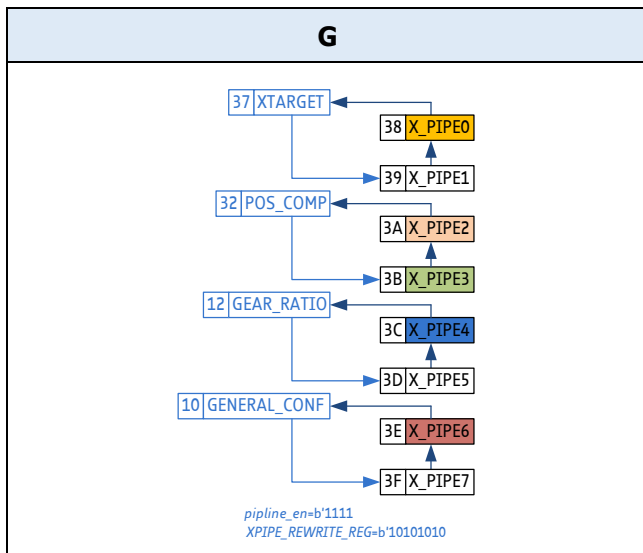 G
37 XTARGET
38 X_PIPE0
39 X_PIPE1
32 POS_COMP
3A X_PIPE2
3B X_PIPE3
12 GEAR_RATIO
3C X_PIPE4
3D X_PIPE5
10 GENERAL_CONF
3E X_PIPE6
3F X_PIPE7
pipline_en=b'1111
XPIPE_REWRITE_REG=b'10101010